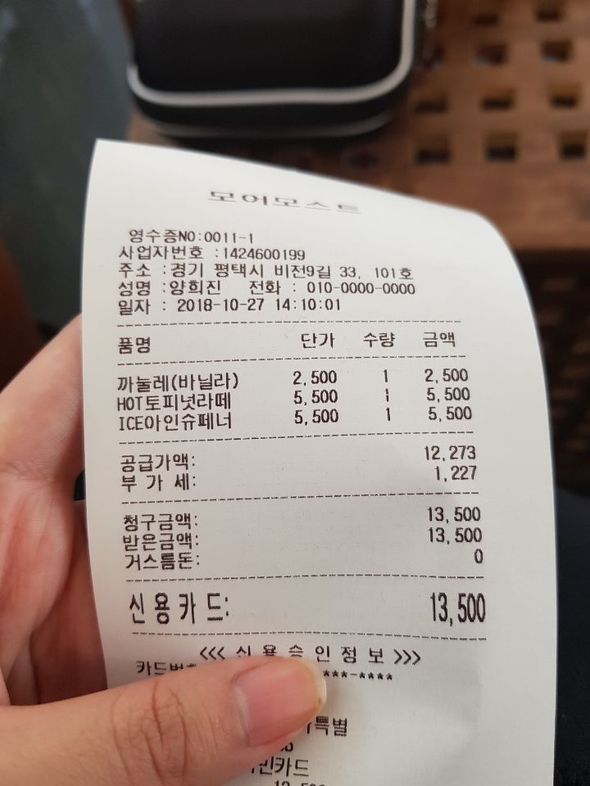 모어모스트
영수증NO:0011-1
사업자번호 :1424600199
주소 :경기 평택시 비전9길 33, 101호
성명 :양희진 전화 : 010-0000-0000
일자 : 2018-10-27 14:10:01
품명 단가 수량 금액
까눌레(바닐라) 2,500 1 2,500
HOT토피넛라떼 5,500 1 5,500
ICE아인슈페너 5,500 1 5,500
공급가액: 12,273
부 가 세: 1,227
청구금액: 13,500
받은금액: 13,500
거스름돈: 0
신용카드: 13,500
<<< 신 용 승 인 정 보 >>>
***-****
특별
카드